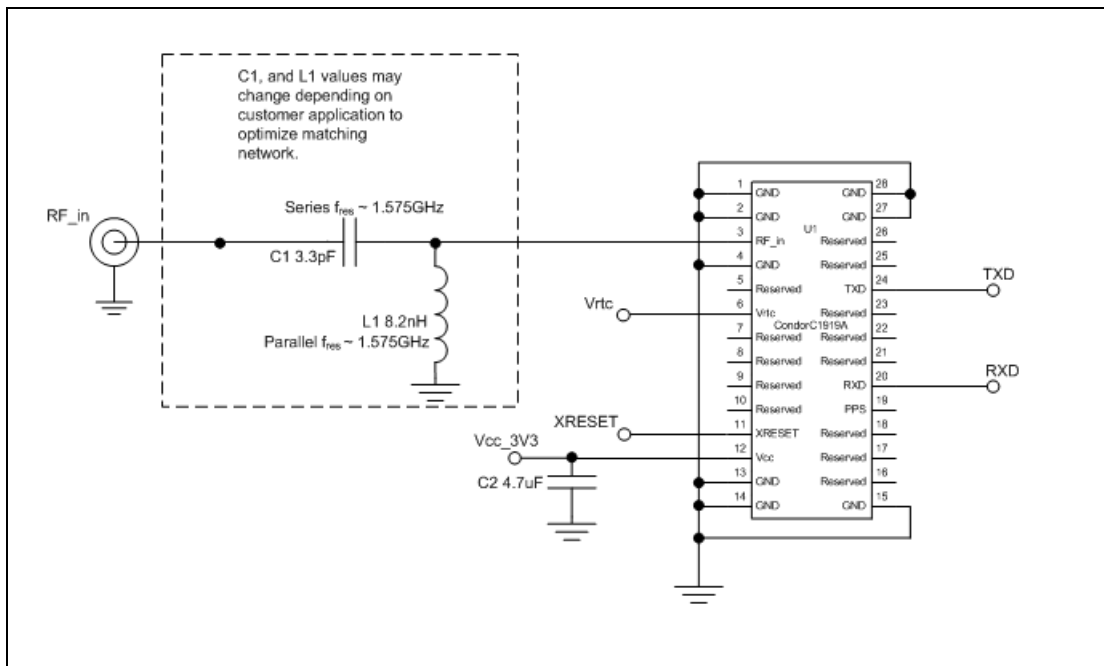 C1, and L1 values may
change depending on
customer application to
optimize matching
network.
RF_in
Series fres ~ 1.575GHz
C1 3.3pF
L1 8.2nH
Parallel fres ~ 1.575GHz
Vrtc
XRESET
Vcc_3V3
C2 4.7uF
1 GND GND 28
2 GND GND 27
U1
3 RF_in Reserved 26
4 GND Reserved 25
5 Reserved TXD 24
6 Vrtc Reserved 23
CondorC1919A
7 Reserved Reserved 22
8 Reserved Reserved 21
9 Reserved RXD 20
10 Reserved PPS 19
11 XRESET Reserved 18
12 Vcc Reserved 17
13 GND Reserved 16
14 GND GND 15
TXD
RXD